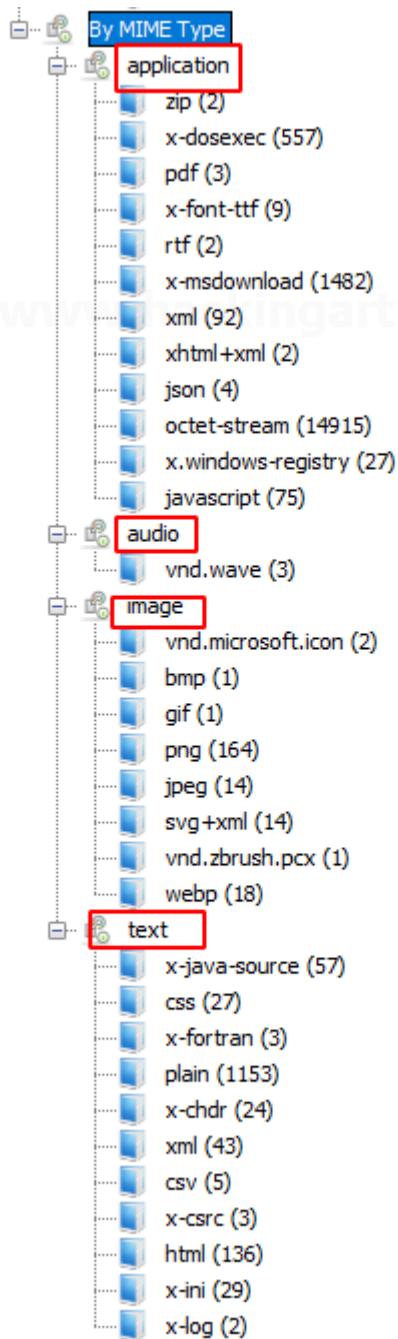 By MIME Type
application
zip (2)
x-dosexec (557)
pdf (3)
x-font-ttf (9)
rtf (2)
x-msdownload (1482)
xml (92)
xhtml+xml (2)
json (4)
octet-stream (14915)
x.windows-registry (27)
javascript (75)
audio
vnd.wave (3)
image
vnd.microsoft.icon (2)
bmp (1)
gif (1)
png (164)
jpeg (14)
svg+xml (14)
vnd.zbrush.pcx (1)
webp (18)
text
x-java-source (57)
css (27)
x-fortran (3)
plain (1153)
x-chdr (24)
xml (43)
csv (5)
x-csrc (3)
html (136)
x-ini (29)
x-log (2)